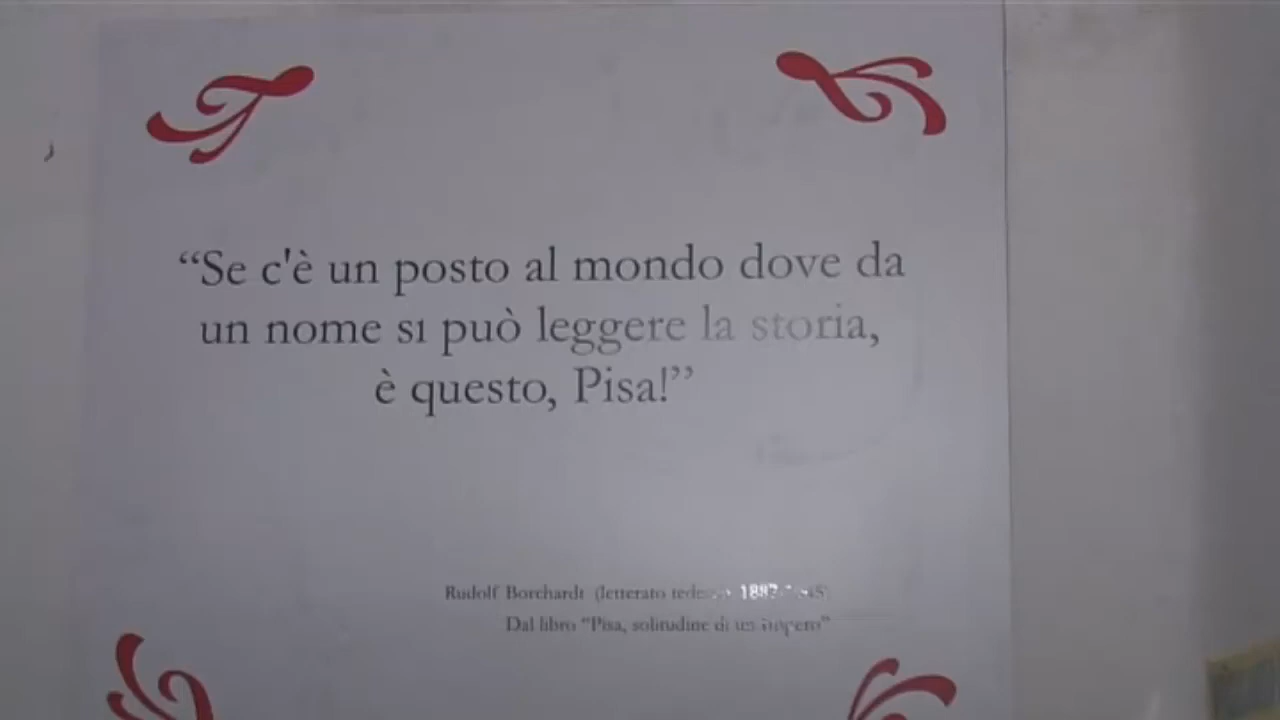 “Se c'è un posto al mondo dove da
un nome si può leggere la storia,
è questo, Pisa!”
Rudolf Borchardt (letterato
Dal libro “Pisa, solitudine di un impero”